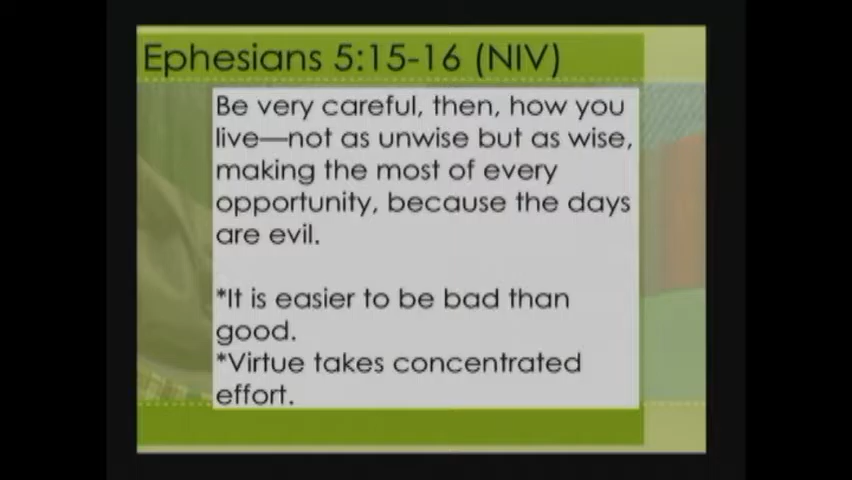 Ephesians 5:15-16 (NIV)
Be very careful, then, how you
live—not as unwise but as wise,
making the most of every
opportunity, because the days
are evil.
*It is easier to be bad than
good.
*Virtue takes concentrated
effort.